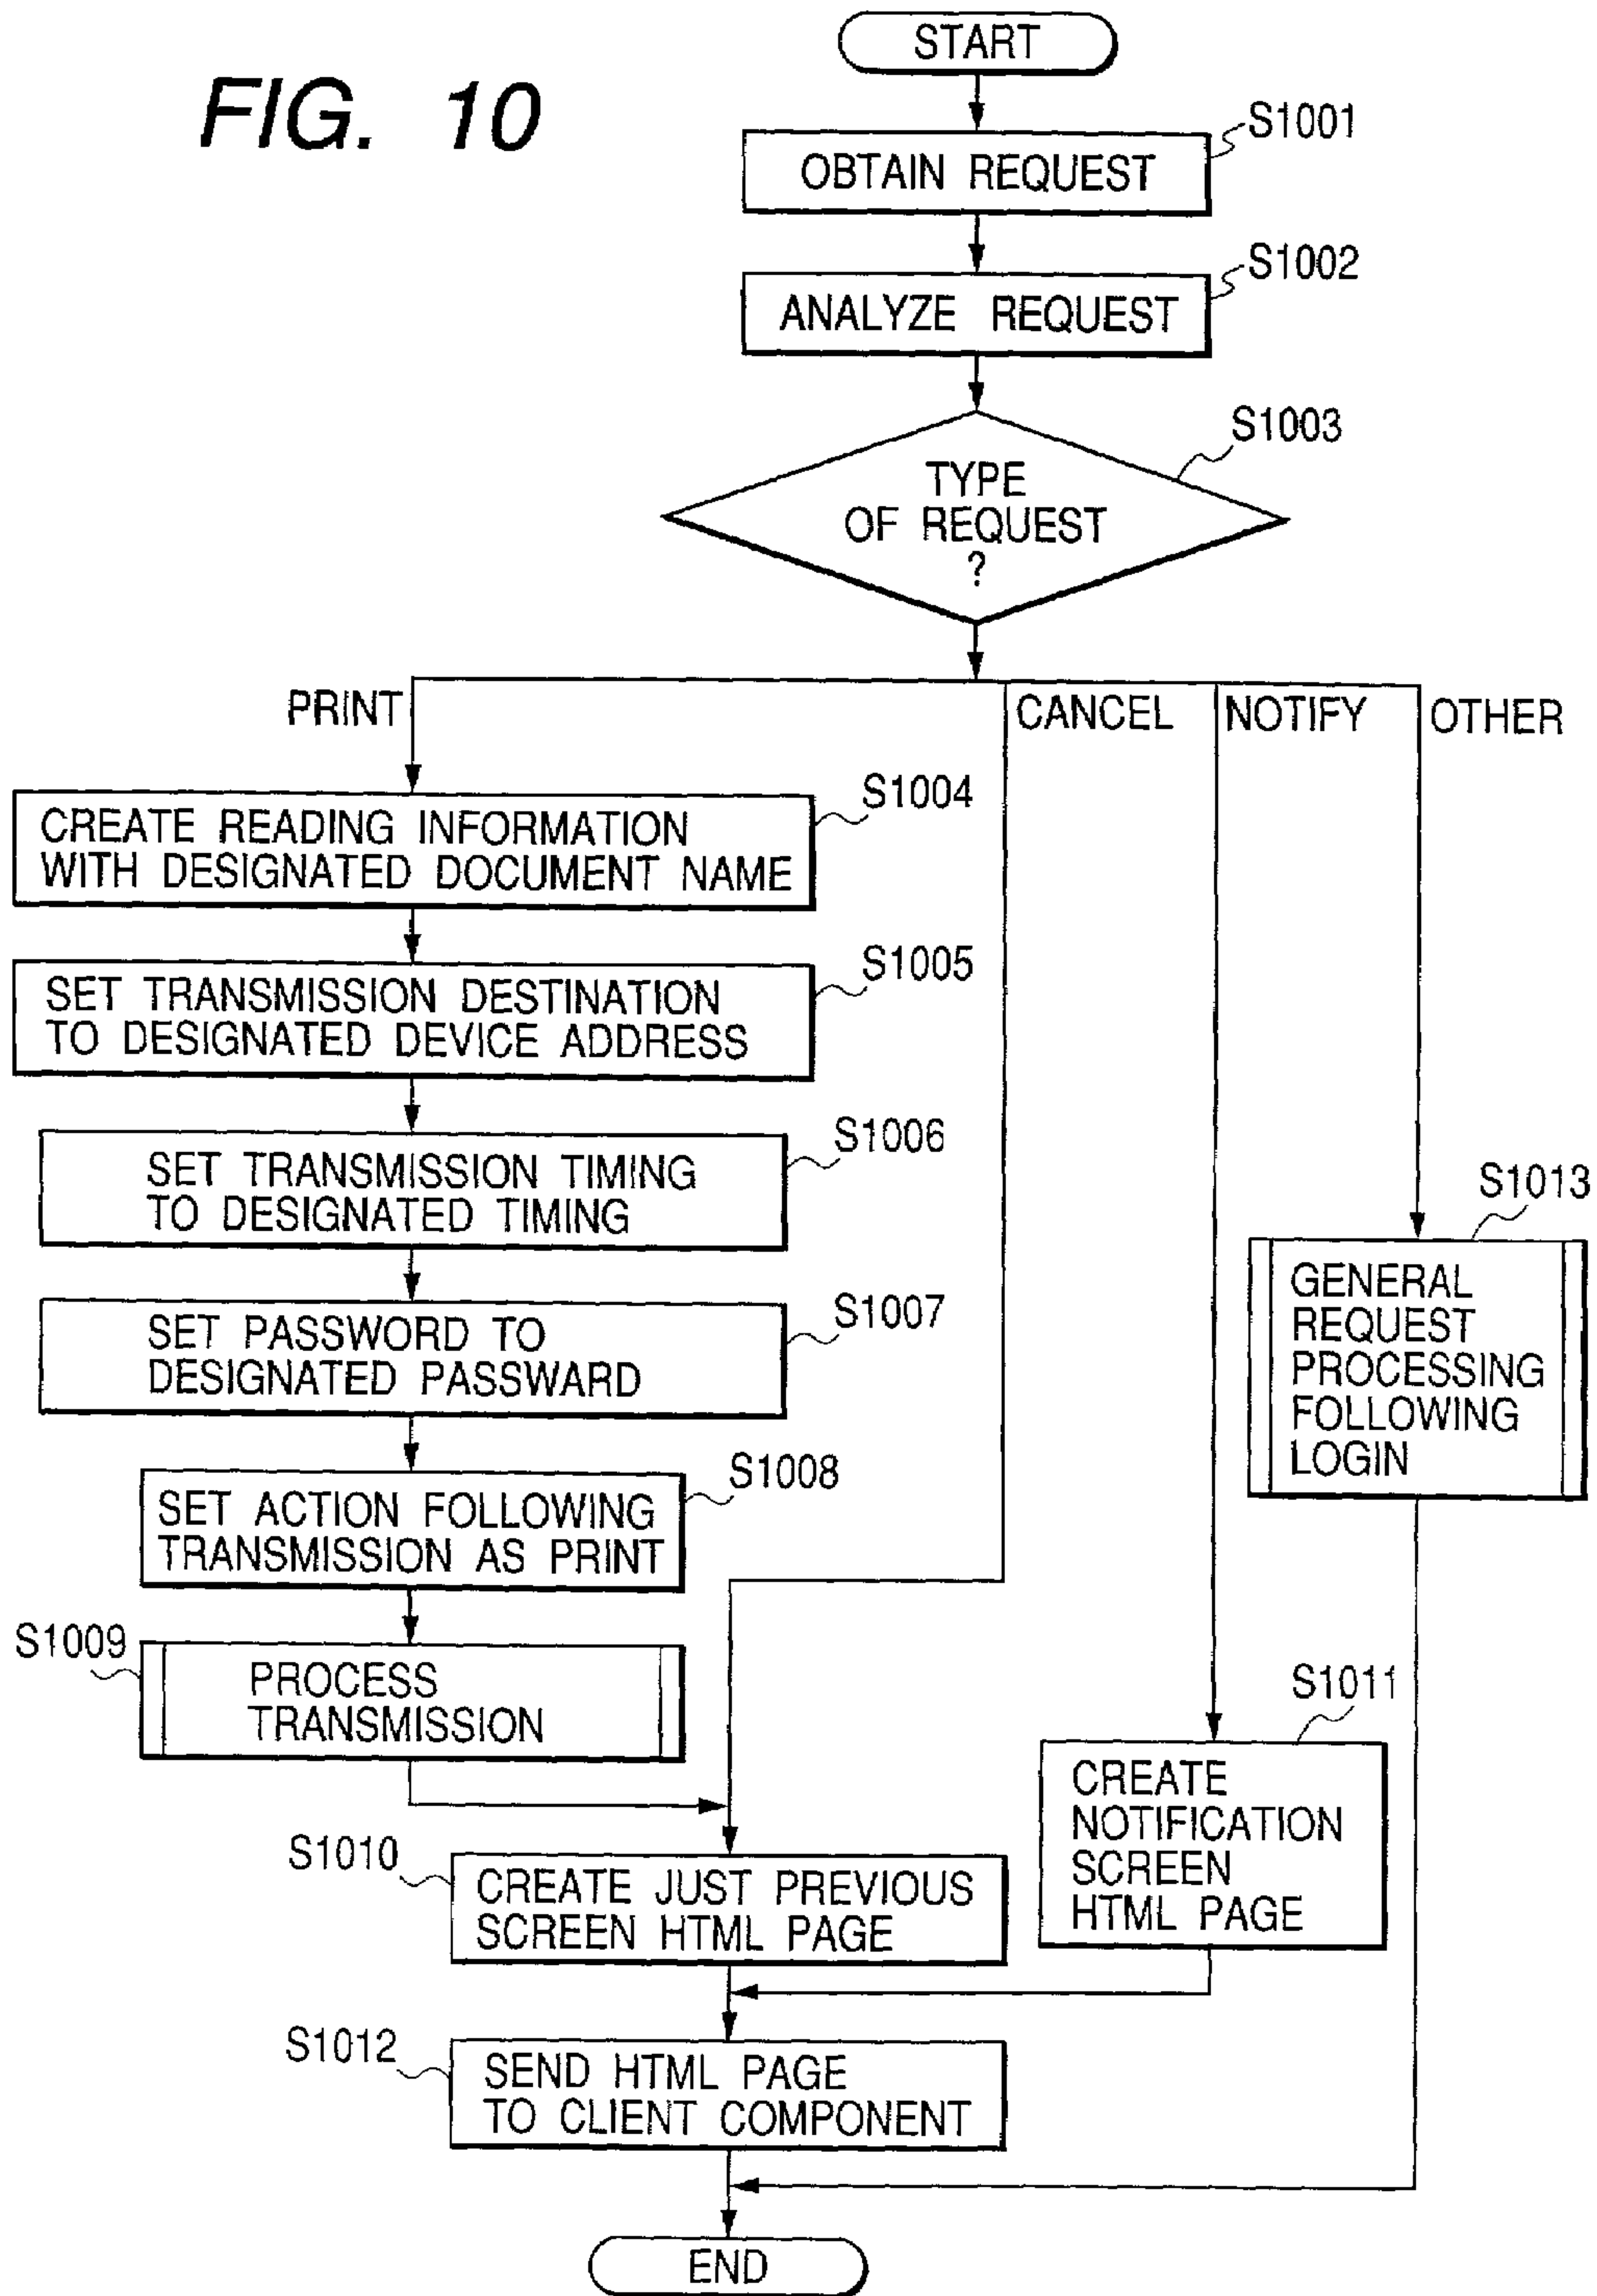 FIG. 10
START
S1001
OBTAIN REQUEST
S1002
ANALYZE REQUEST
S1003
TYPE
OF REQUEST
?
PRINT
CANCEL
NOTIFY
OTHER
S1004
CREATE READING INFORMATION
WITH DESIGNATED DOCUMENT NAME
S1005
SET TRANSMISSION DESTINATION
TO DESIGNATED DEVICE ADDRESS
S1006
SET TRANSMISSION TIMING
TO DESIGNATED TIMING
S1007
SET PASSWORD TO
DESIGNATED PASSWARD
S1008
SET ACTION FOLLOWING
TRANSMISSION AS PRINT
S1009
PROCESS
TRANSMISSION
S1013
GENERAL
REQUEST
PROCESSING
FOLLOWING
LOGIN
S1011
CREATE
NOTIFICATION
SCREEN
HTML PAGE
S1010
CREATE JUST PREVIOUS
SCREEN HTML PAGE
S1012
SEND HTML PAGE
TO CLIENT COMPONENT
END